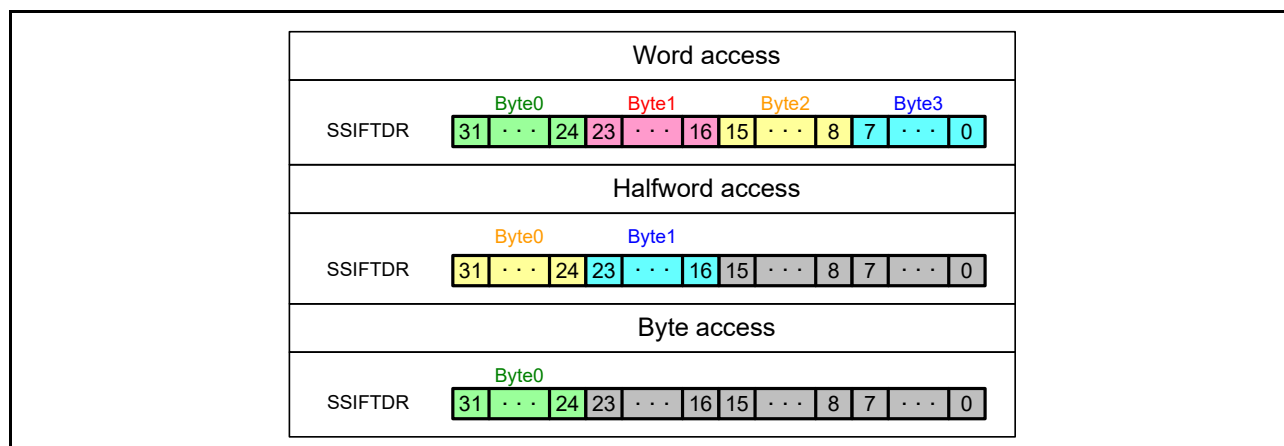 Word access
Byte0 Byte1 Byte2 Byte3
SSIFTDR 31 ··· 24 23 ··· 16 15 ··· 8 7 ··· 0
Halfword access
Byte0 Byte1
SSIFTDR 31 ··· 24 23 ··· 16 15 ··· 8 7 ··· 0
Byte access
Byte0
SSIFTDR 31 ··· 24 23 ··· 16 15 ··· 8 7 ··· 0